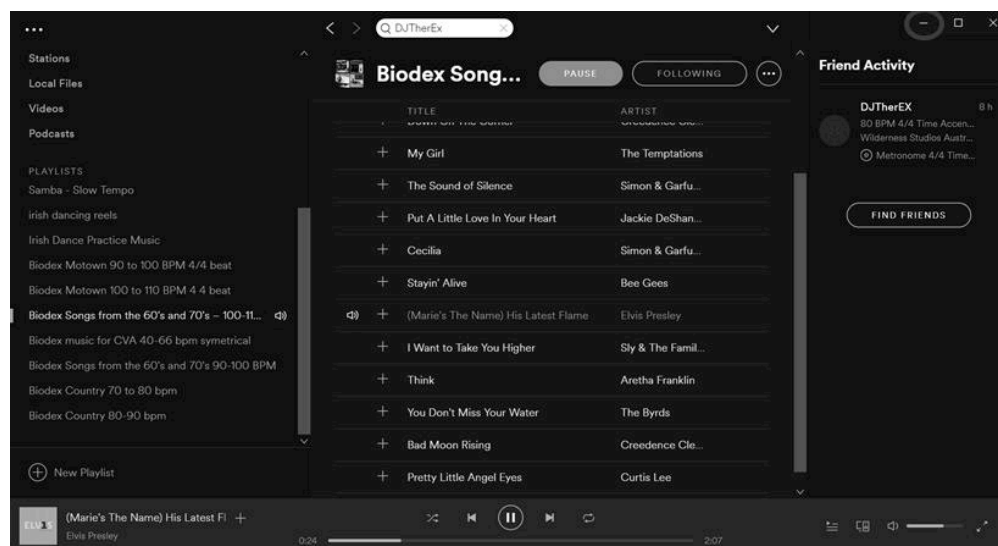 DJTherEx
Stations
Local Files
Videos
Podcasts
PLAYLISTS
Samba - Slow Tempo
irish dancing reels
Irish Dance Practice Music
Biodex Motown 90 to 100 BPM 4/4 beat
Biodex Motown 100 to 110 BPM 4 4 beat
Biodex Songs from the 60's and 70's – 100-11...
Biodex music for CVA 40-66 bpm symetrical
Biodex Songs from the 60's and 70's 90-100 BPM
Biodex Country 70 to 80 bpm
Biodex Country 80-90 bpm
New Playlist
Biodex Song... PAUSE FOLLOWING
TITLE ARTIST
Down On The Corner Creedence Cle...
My Girl The Temptations
The Sound of Silence Simon & Garfu...
Put A Little Love In Your Heart Jackie DeShan...
Cecilia Simon & Garfu...
Stayin' Alive Bee Gees
(Marie's The Name) His Latest Flame Elvis Presley
I Want to Take You Higher Sly & The Famil...
Think Aretha Franklin
You Don't Miss Your Water The Byrds
Bad Moon Rising Creedence Cle...
Pretty Little Angel Eyes Curtis Lee
Friend Activity
DJTherEX 8 h
80 BPM 4/4 Time Accen...
Wilderness Studios Austr...
Metronome 4/4 Time...
FIND FRIENDS
ELV1S
(Marie's The Name) His Latest Fl
Elvis Presley
0:24 2:07